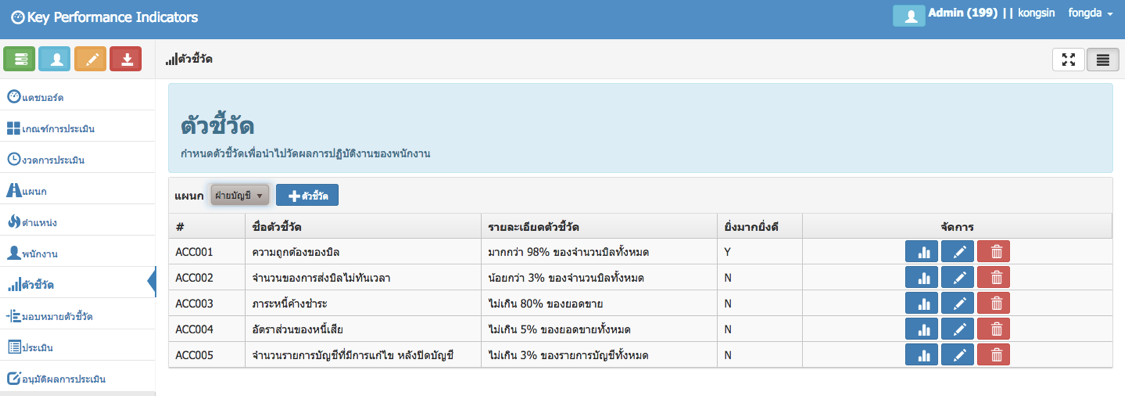 Key Performance Indicators
Admin (199) || kongsin fongda
ตัวชี้วัด
แดชบอร์ด
เกณฑ์การประเมิน
งวดการประเมิน
แผนก
ตำแหน่ง
พนักงาน
ตัวชี้วัด
มอบหมายตัวชี้วัด
ประเมิน
อนุมัติผลการประเมิน
ตัวชี้วัด
กำหนดตัวชี้วัดเพื่อนำไปวัดผลการปฏิบัติงานของพนักงาน
แผนก ฝ่ายบัญชี ตัวชี้วัด
# ชื่อตัวชี้วัด รายละเอียดตัวชี้วัด ยิ่งมากยิ่งดี จัดการ
ACC001 ความถูกต้องของบิล มากกว่า 98% ของจำนวนบิลทั้งหมด Y
ACC002 จำนวนของการส่งบิลไม่ทันเวลา น้อยกว่า 3% ของจำนวนบิลทั้งหมด N
ACC003 ภาระหนี้ค้างชำระ ไม่เกิน 80% ของยอดขาย N
ACC004 อัตราส่วนของหนี้เสีย ไม่เกิน 5% ของยอดขายทั้งหมด N
ACC005 จำนวนรายการบัญชีที่มีการแก้ไข หลังปิดบัญชี ไม่เกิน 3% ของรายการบัญชีทั้งหมด N